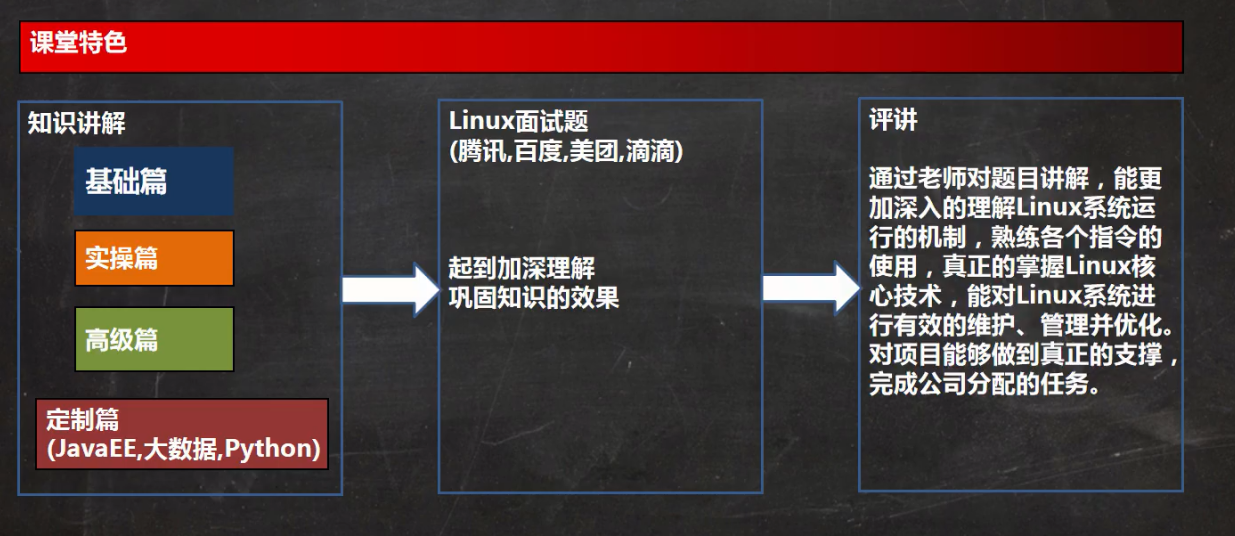 课堂特色
知识讲解
基础篇
实操篇
高级篇
定制篇
(JavaEE,大数据,Python)
Linux面试题
(腾讯,百度,美团,滴滴)
起到加深理解
巩固知识的效果
评讲
通过老师对题目讲解，能更
加深入的理解Linux系统运
行的机制，熟练各个指令的
使用，真正的掌握Linux核
心技术，能对Linux系统进
行有效的维护、管理并优化。
对项目能够做到真正的支撑，
完成公司分配的任务。